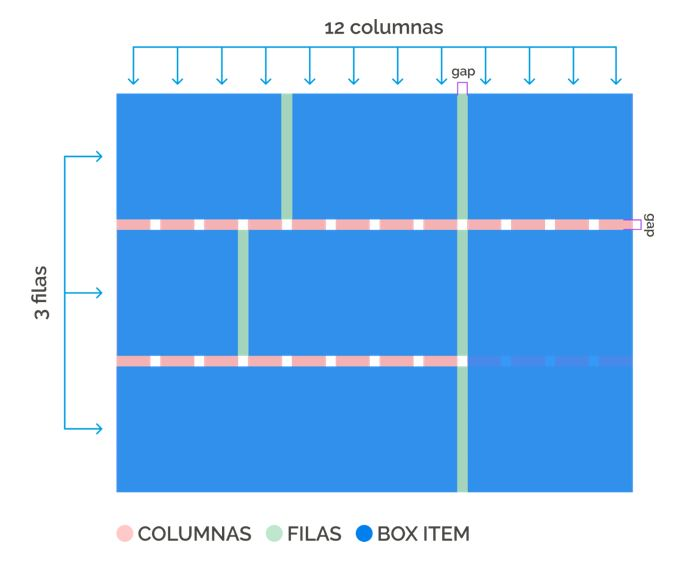 12 columnas
gap
gap
3 filas
COLUMNAS
FILAS
BOX ITEM